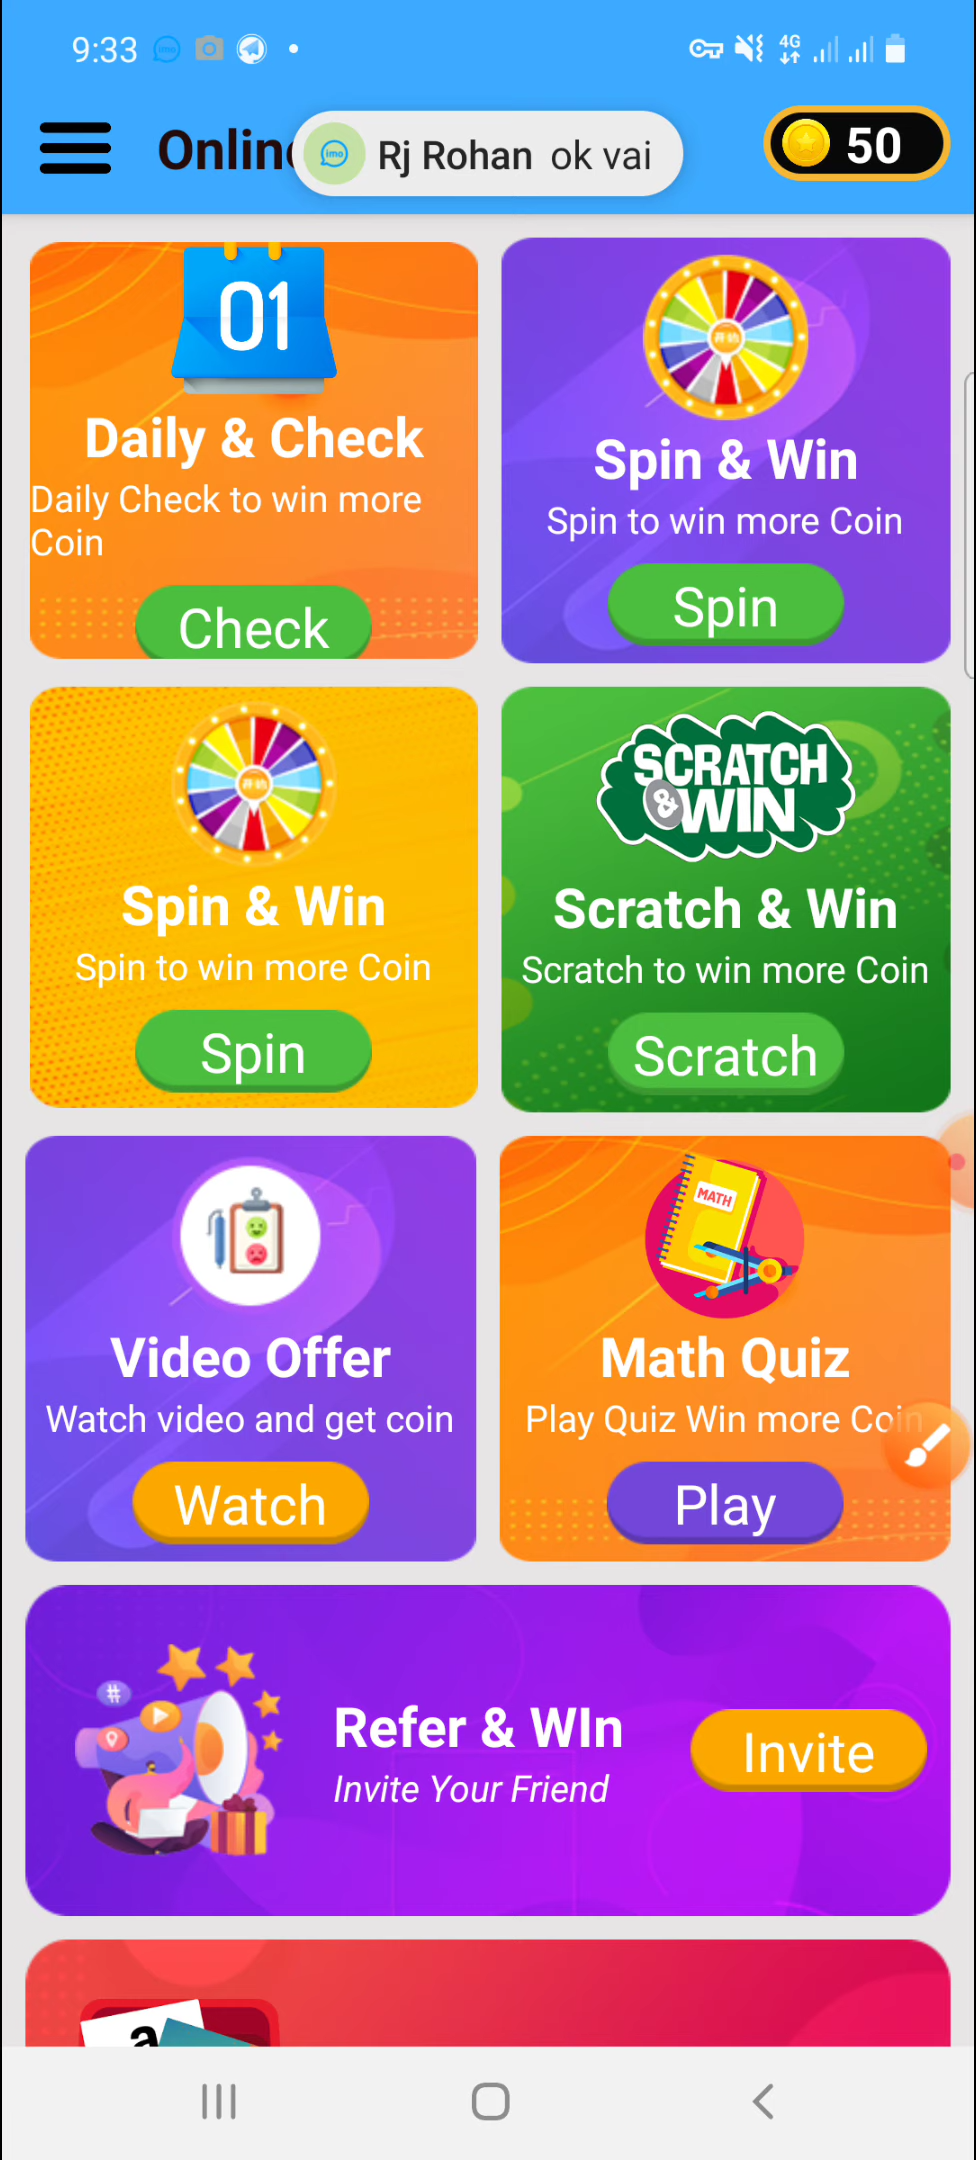 9:33
4G
Onlin
imo
Rj Rohan ok vai
50
01
Daily & Check
Daily Check to win more
Coin
Check
Spin & Win
Spin to win more Coin
Spin
Spin & Win
Spin to win more Coin
Spin
SCRATCH
& WIN
Scratch & Win
Scratch to win more Coin
Scratch
Video Offer
Watch video and get coin
Watch
MATH
Math Quiz
Play Quiz Win more Coin
Play
#
Refer & WIn
Invite Your Friend
Invite
a